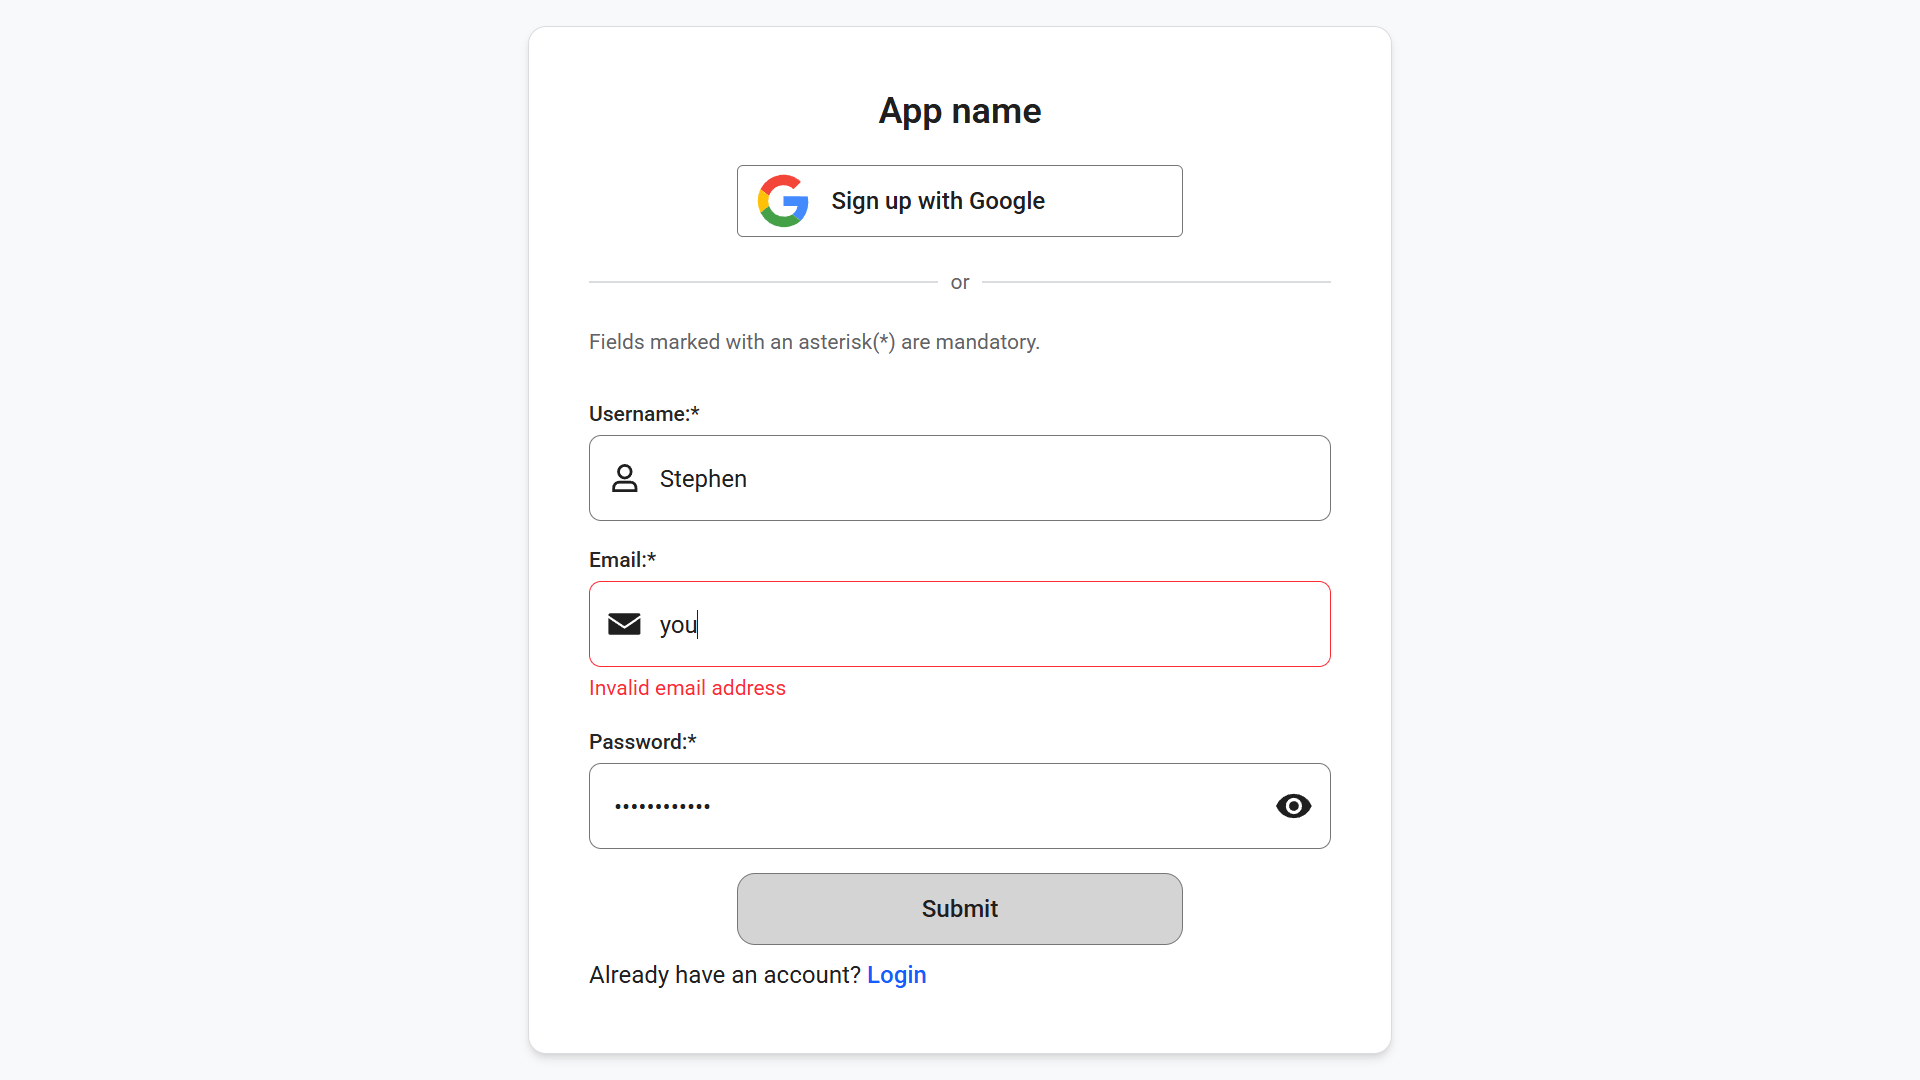 App name
Sign up with Google
or
Fields marked with an asterisk(*) are mandatory.
Username:*
Stephen
Email:*
you
Invalid email address
Password:*
••••••••••••
Submit
Already have an account? Login